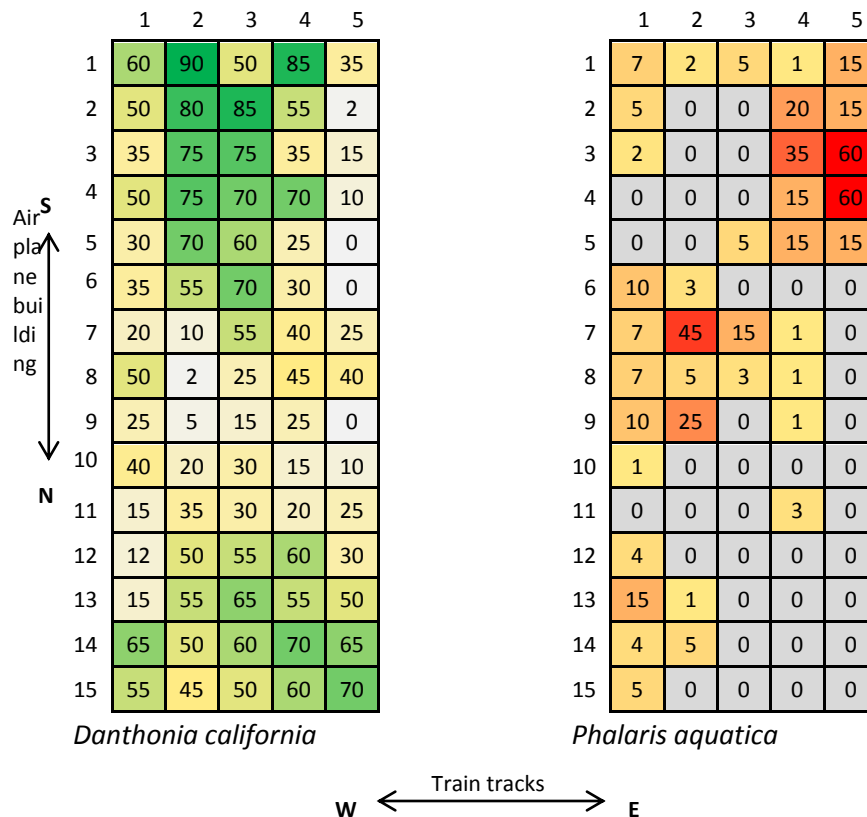 1 2 3 4 5 1 2 3 4 5
1 60 90 50 85 35 1 7 2 5 1 15
2 50 80 85 55 2 2 5 0 0 20 15
3 35 75 75 35 15 3 2 0 0 35 60
4 50 75 70 70 10 4 0 0 0 15 60
5 30 70 60 25 0 5 0 0 5 15 15
6 35 55 70 30 0 6 10 3 0 0 0
7 20 10 55 40 25 7 7 45 15 1 0
8 50 2 25 45 40 8 7 5 3 1 0
9 25 5 15 25 0 9 10 25 0 1 0
10 40 20 30 15 10 10 1 0 0 0 0
11 15 35 30 20 25 11 0 0 0 3 0
12 12 50 55 60 30 12 4 0 0 0 0
13 15 55 65 55 50 13 15 1 0 0 0
14 65 50 60 70 65 14 4 5 0 0 0
15 55 45 50 60 70 15 5 0 0 0 0
S
Air
pla
ne
bui
ldi
ng
N
Danthonia california Phalaris aquatica
Train tracks
W E